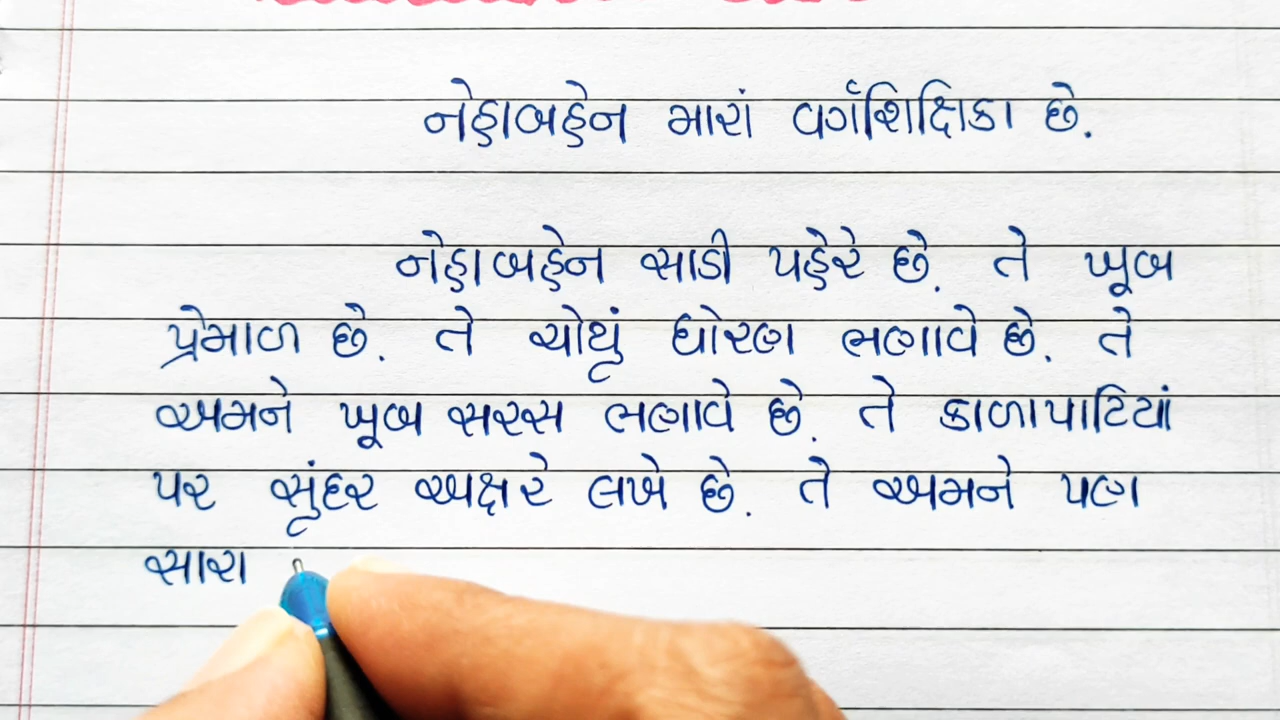 નેહાબહેન મારાં વર્ગશિક્ષિકા છે.
નેહાબહેન સાડી પહેરે છે. તે ખૂબ
પ્રેમાળ છે. તે ચોથું ધોરણ ભણાવે છે. તે
અમને ખૂબ સરસ ભણાવે છે. તે કાળાપાટિયાં
પર સુંદર અક્ષરે લખે છે. તે અમને પણ
સારા